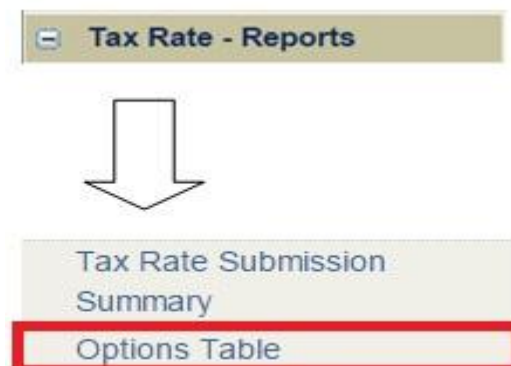 Tax Rate - Reports
Tax Rate Submission
Summary
Options Table